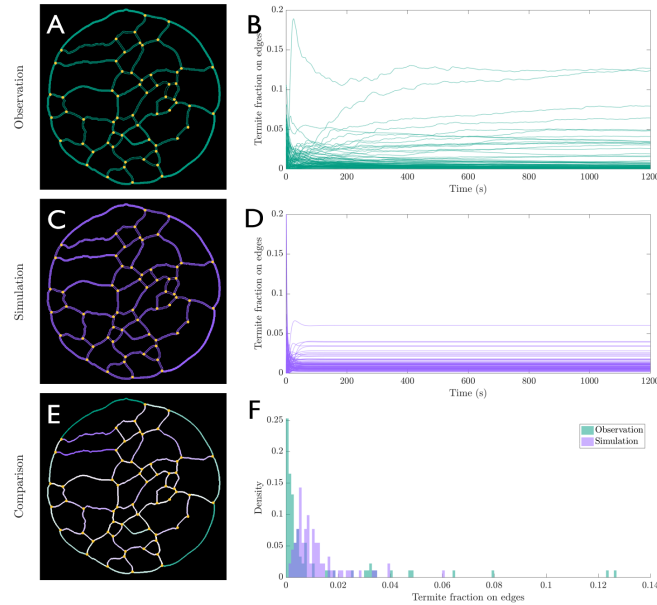 A
Observation
B
Termite fraction on edges
0.2
0.15
0.1
0.05
0
0 200 400 600 800 1000 1200
Time (s)
C
Simulation
D
Termite fraction on edges
0.2
0.15
0.1
0.05
0
0 200 400 600 800 1000 1200
Time (s)
E
Comparison
F
Density
0.25
0.2
0.15
0.1
0.05
0
Observation
Simulation
0 0.02 0.04 0.06 0.08 0.1 0.12 0.14
Termite fraction on edges